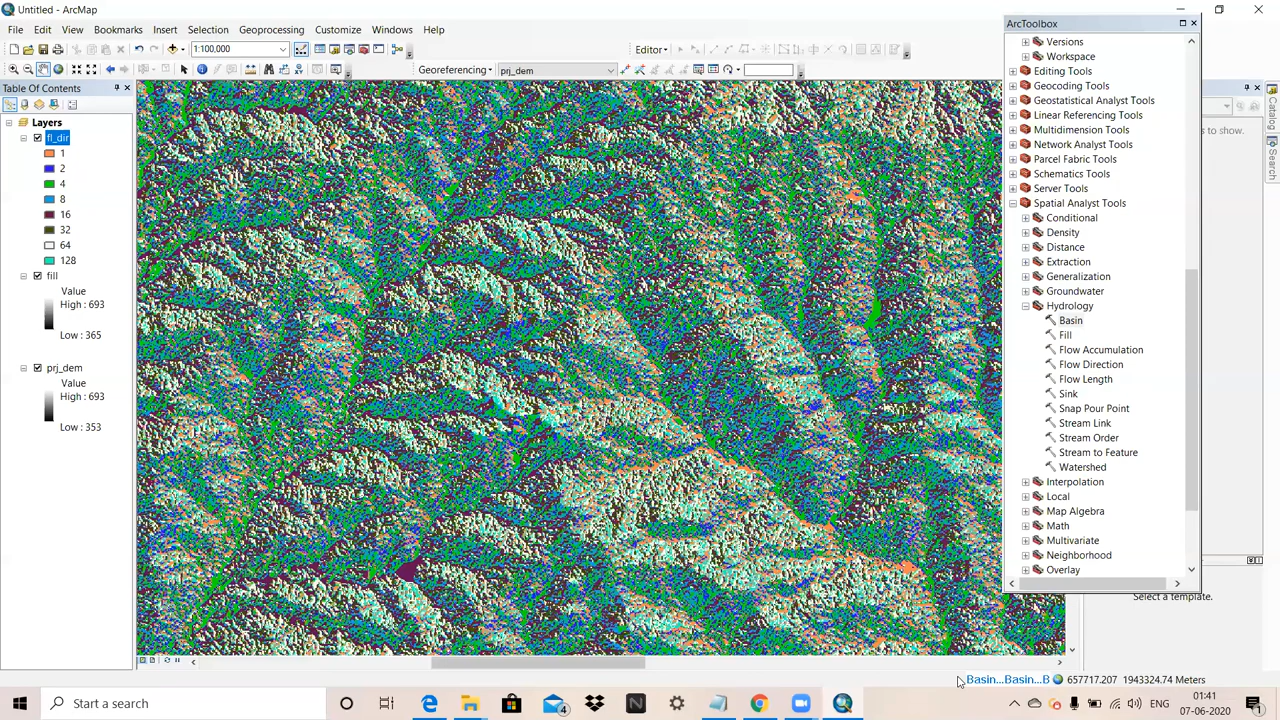 Untitled - ArcMap
File Edit View Bookmarks Insert Selection Geoprocessing Customize Windows Help
1:100,000
Editor
Georeferencing
prj_dem
Table Of Contents
Layers
fl_dir
1
2
4
8
16
32
64
128
fill
Value
High : 693
Low : 365
prj_dem
Value
High : 693
Low : 353
ArcToolbox
Versions
Workspace
Editing Tools
Geocoding Tools
Geostatistical Analyst Tools
Linear Referencing Tools
Multidimension Tools
Network Analyst Tools
Parcel Fabric Tools
Schematics Tools
Server Tools
Spatial Analyst Tools
Conditional
Density
Distance
Extraction
Generalization
Groundwater
Hydrology
Basin
Fill
Flow Accumulation
Flow Direction
Flow Length
Sink
Snap Pour Point
Stream Link
Stream Order
Stream to Feature
Watershed
Interpolation
Local
Map Algebra
Math
Multivariate
Neighborhood
Overlay
s to show.
Catalog
Search
Select a template.
Basin...Basin...B
657717.207 1943324.74 Meters
Start a search
4
N
ENG
01:41
07-06-2020
1